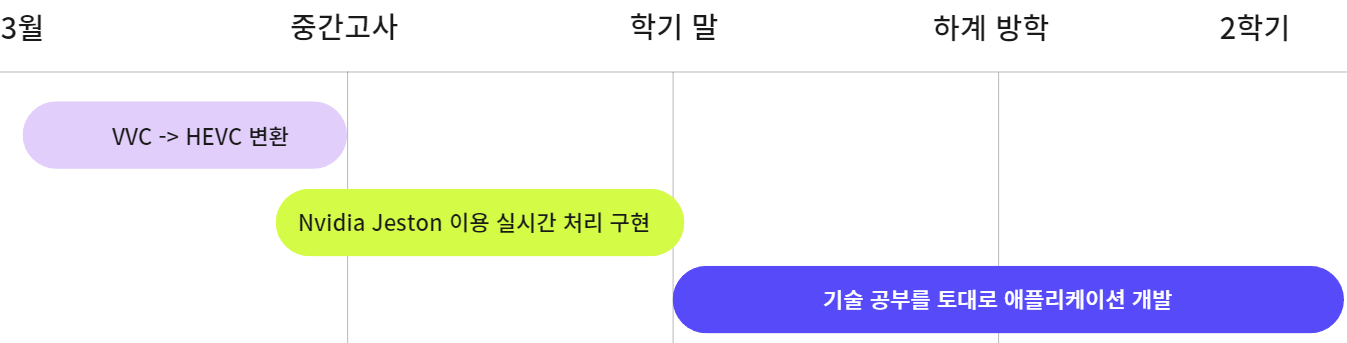 3월 중간고사 학기 말 하계 방학 2학기
VVC -> HEVC 변환
Nvidia Jeston 이용 실시간 처리 구현
기술 공부를 토대로 애플리케이션 개발